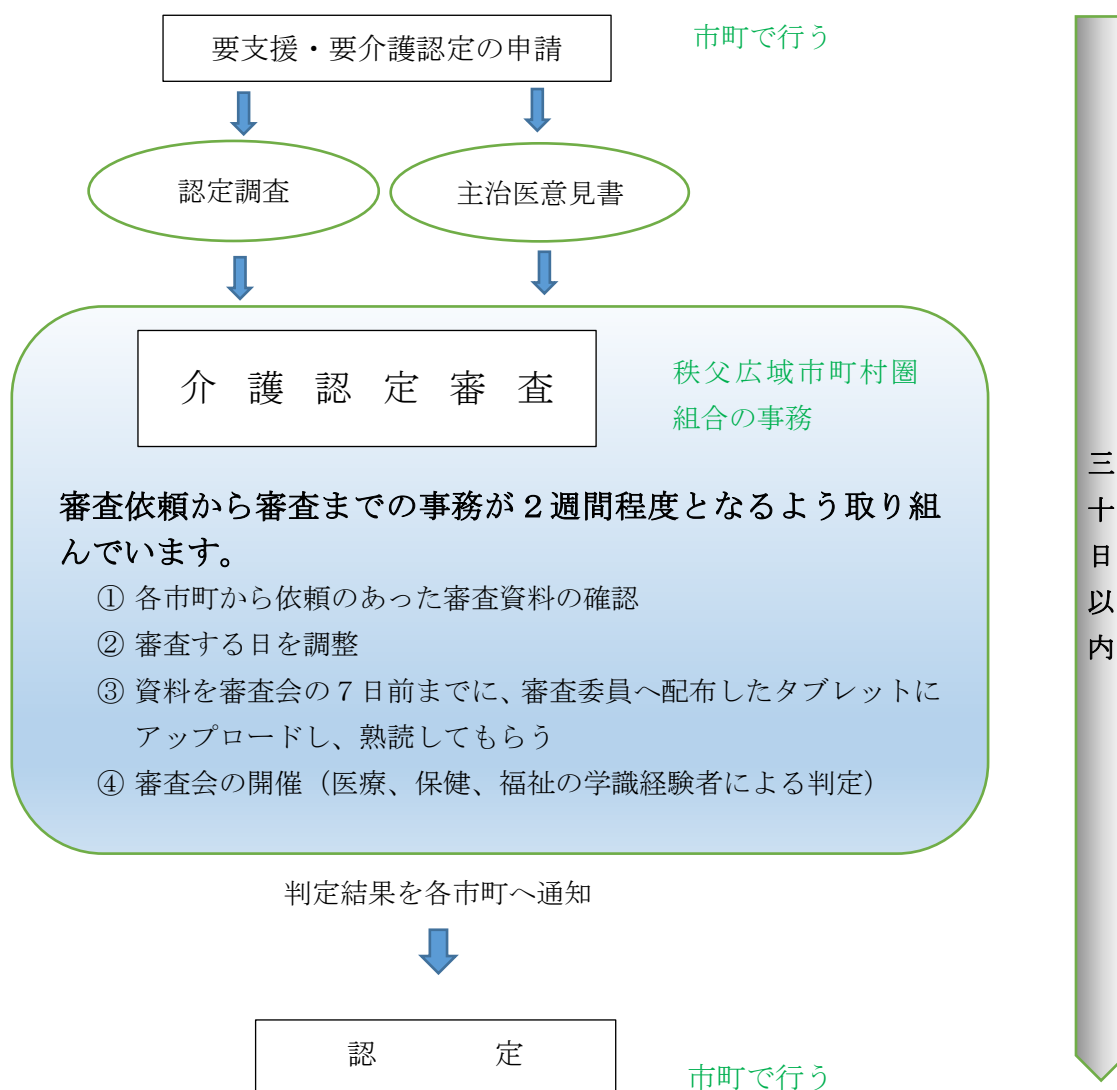 要支援・要介護認定の申請
市町で行う
認定調査
主治医意見書
介護認定審査
秩父広域市町村圏
組合の事務
審査依頼から審査までの事務が２週間程度となるよう取り組
んでいます。
① 各市町から依頼のあった審査資料の確認
② 審査する日を調整
③ 資料を審査会の７日前までに、審査委員へ配布したタブレットに
アップロードし、熟読してもらう
④ 審査会の開催（医療、保健、福祉の学識経験者による判定）
判定結果を各市町へ通知
認　　　定
市町で行う
三十日以内